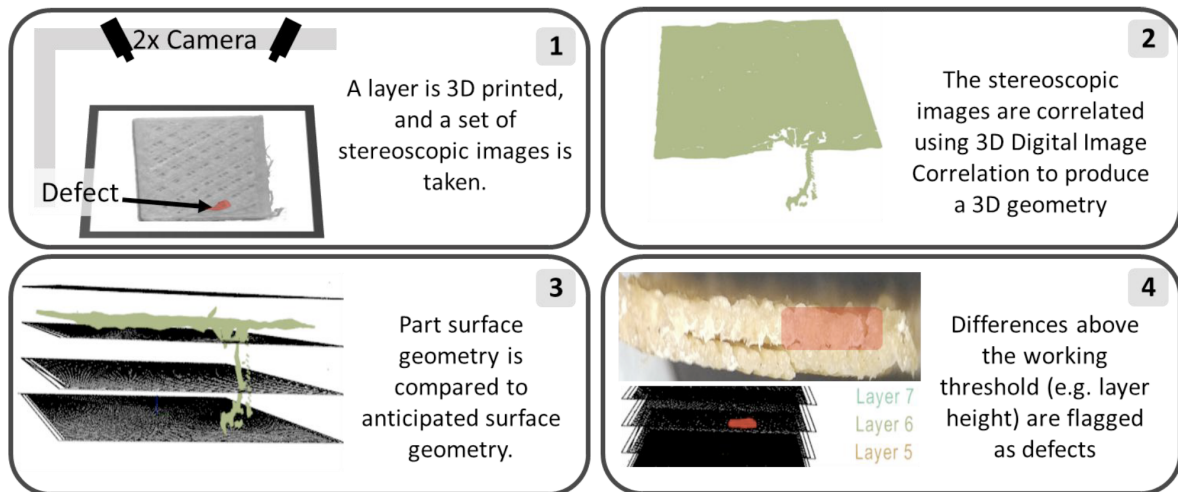 2x Camera
1
A layer is 3D printed,
and a set of
stereoscopic images is
taken.
Defect
2
The stereoscopic
images are correlated
using 3D Digital Image
Correlation to produce
a 3D geometry
3
Part surface
geometry is
compared to
anticipated surface
geometry.
4
Differences above
the working
threshold (e.g. layer
height) are flagged
as defects
Layer 7
Layer 6
Layer 5